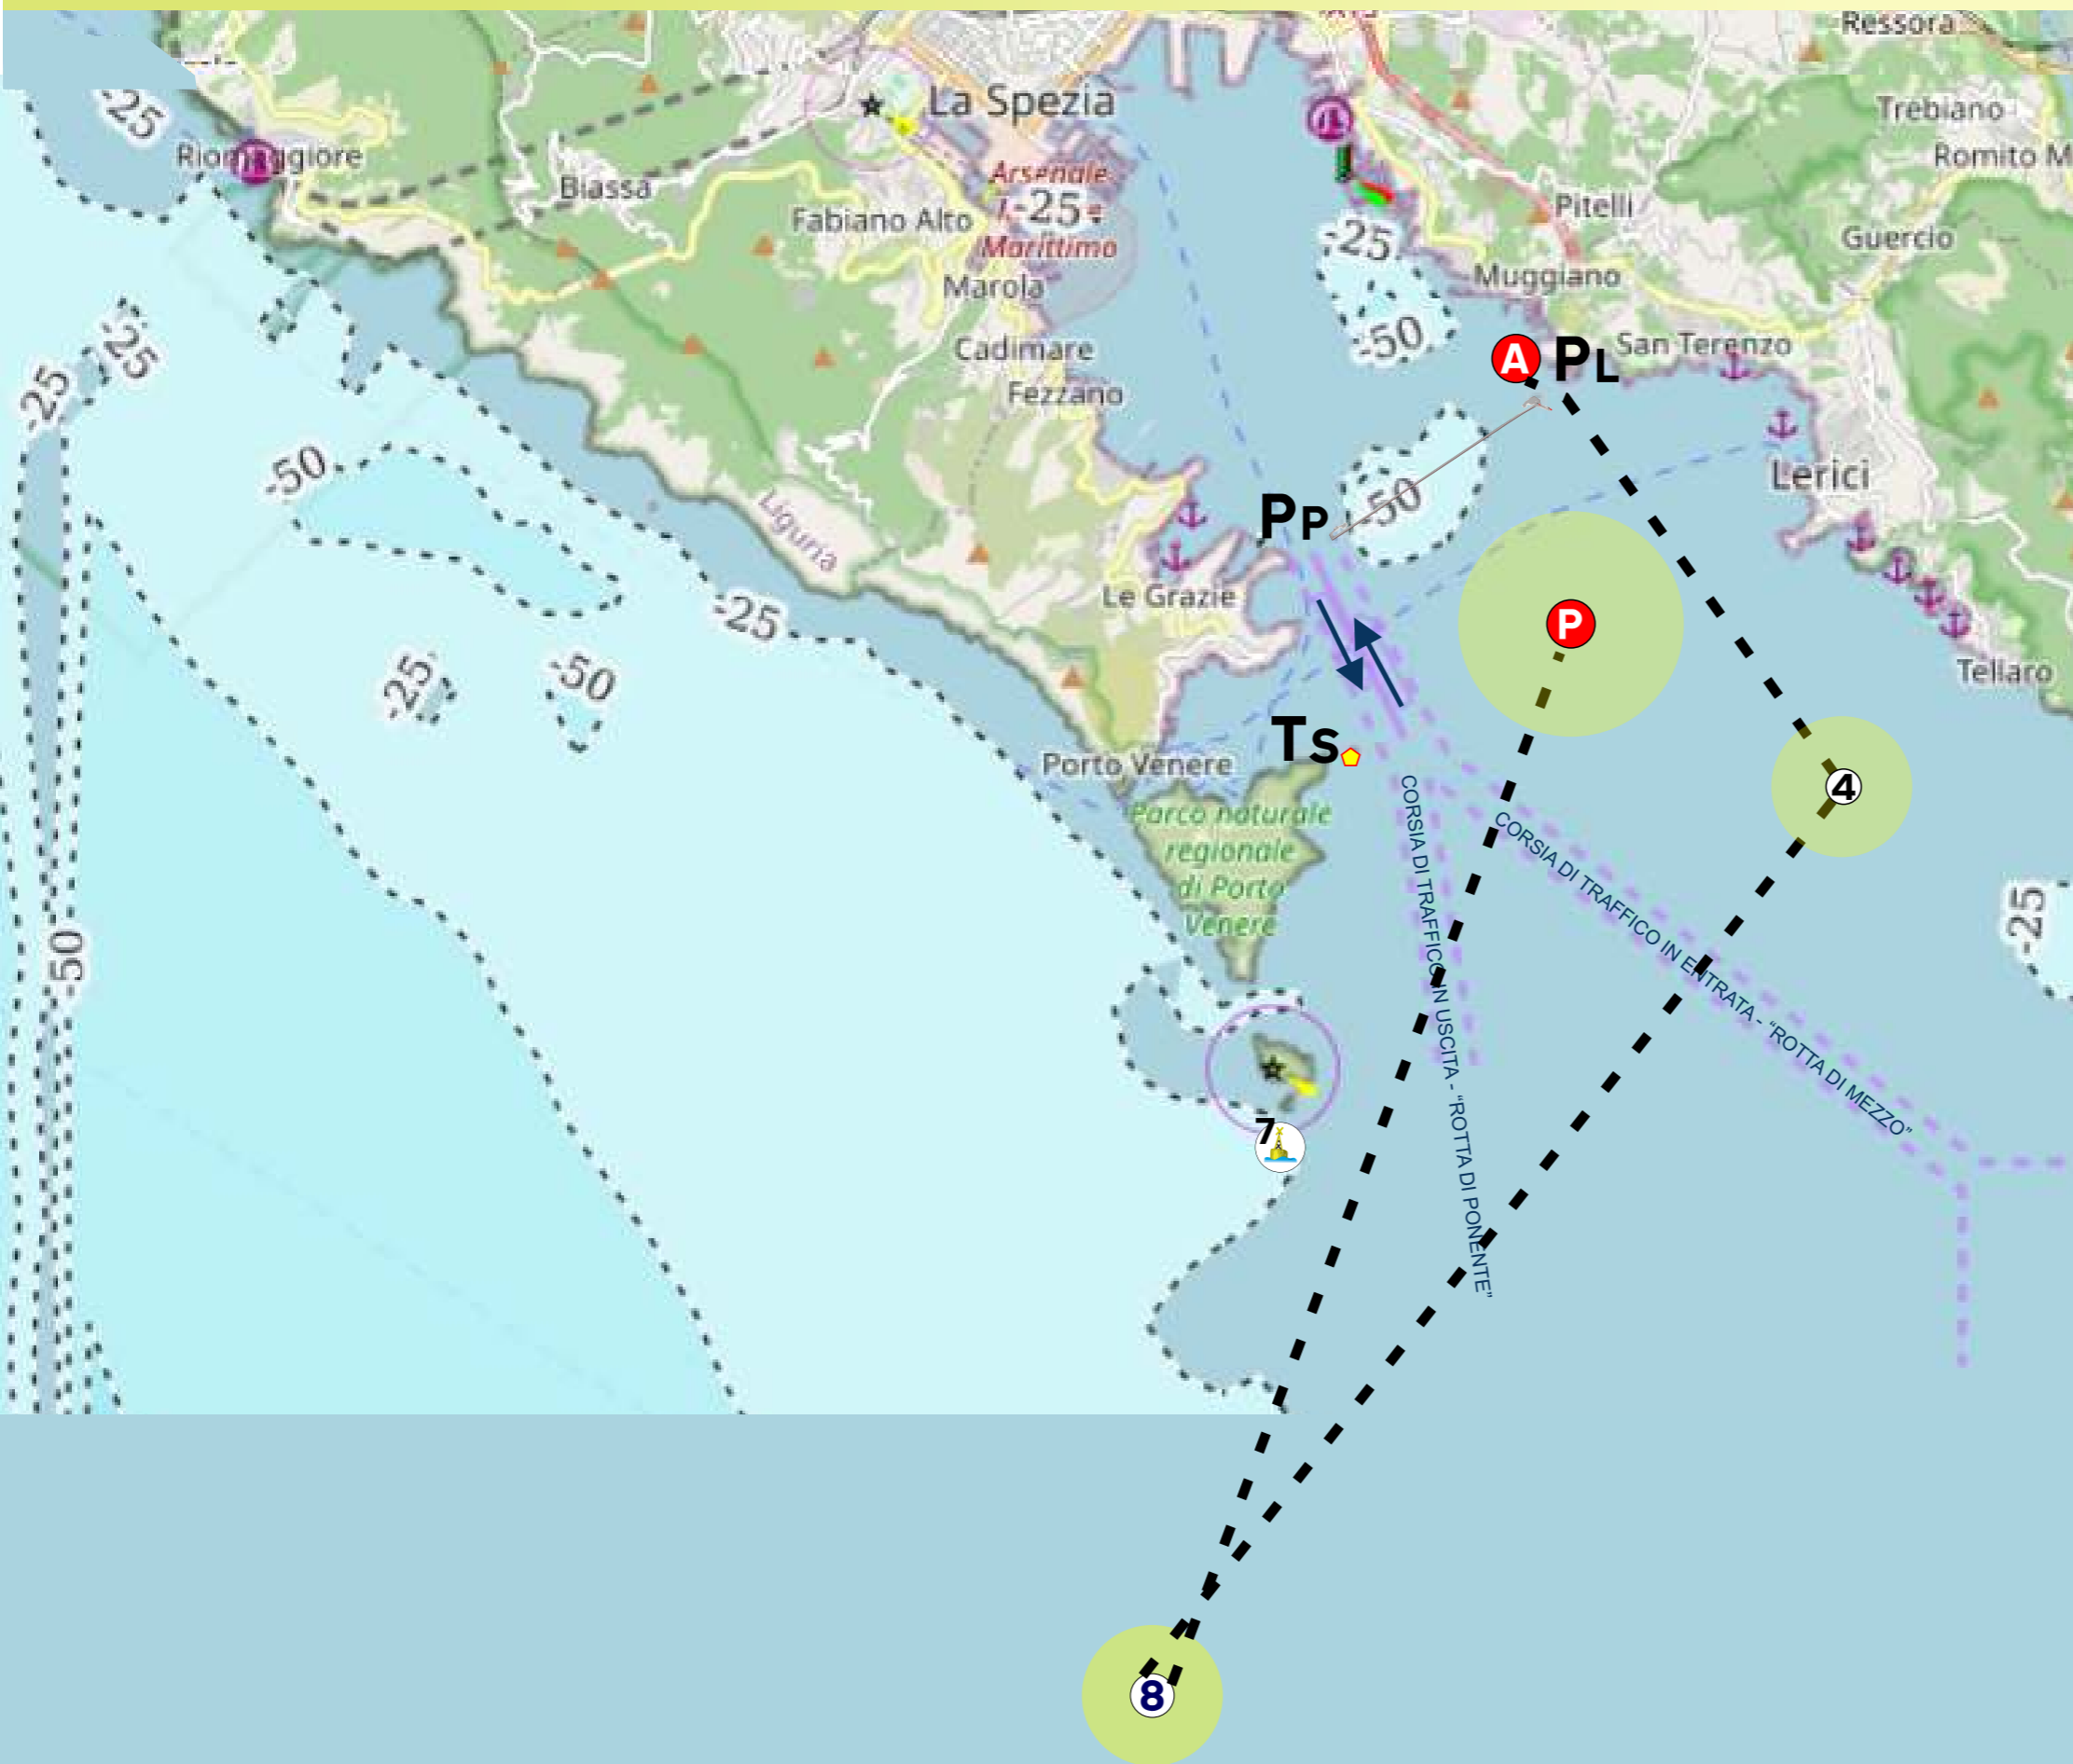 Ressora
-25
La Spezia
Trebiano
Riomaggiore
Biassa
Arsenale
-25
Marittimo
Fabiano Alto
Romito M
Pitelli
Guercio
-25
Muggiano
Marola
-25
-50
Cadimare
A
PL
San Terenzo
-25
Fezzano
-50
Liguria
PP
-50
Lerici
Le Grazie
-25
P
-25
-50
Tellaro
Ts
Porto Venere
4
Parco naturale
regionale
di Porto
Venere
CORSIA DI TRAFFICO IN USCITA - “ROTTA DI PONENTE”
CORSIA DI TRAFFICO IN ENTRATA - “ROTTA DI MEZZO”
-25
-50
7
8